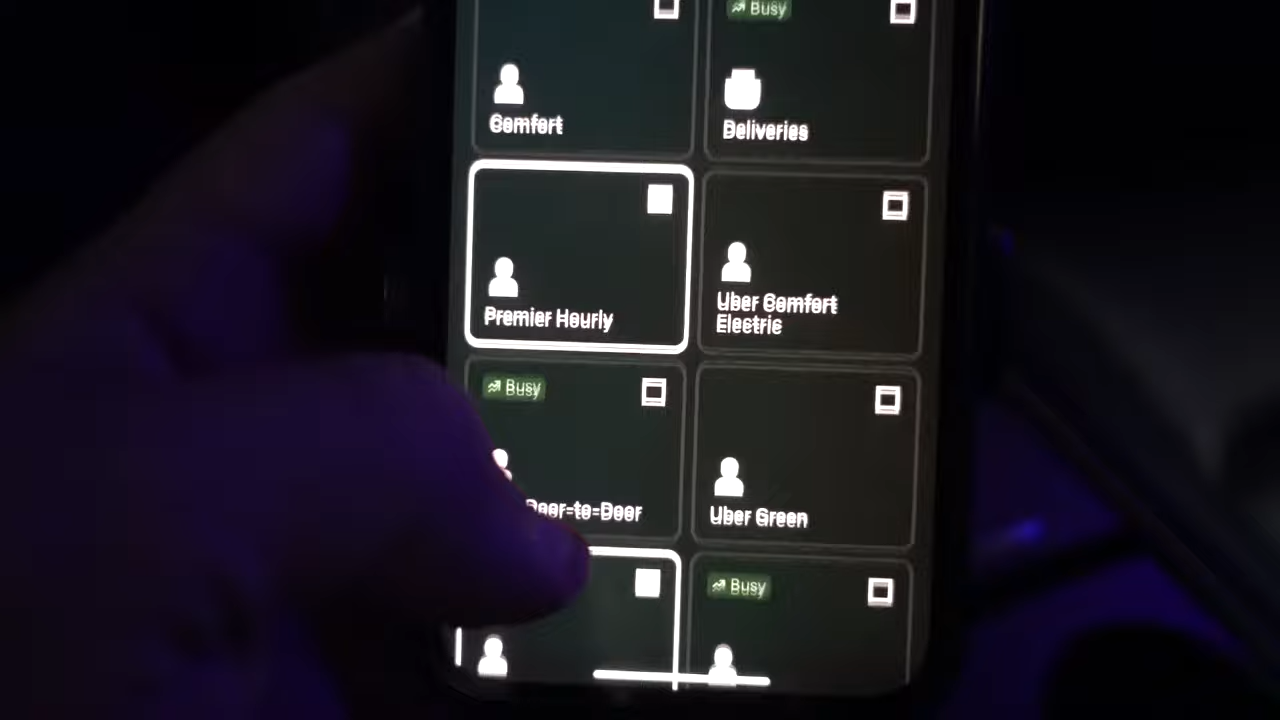 Busy
Comfort
Deliveries
Premier Hourly
Uber Comfort
Electric
Busy
Door-to-Door
Uber Green
Busy